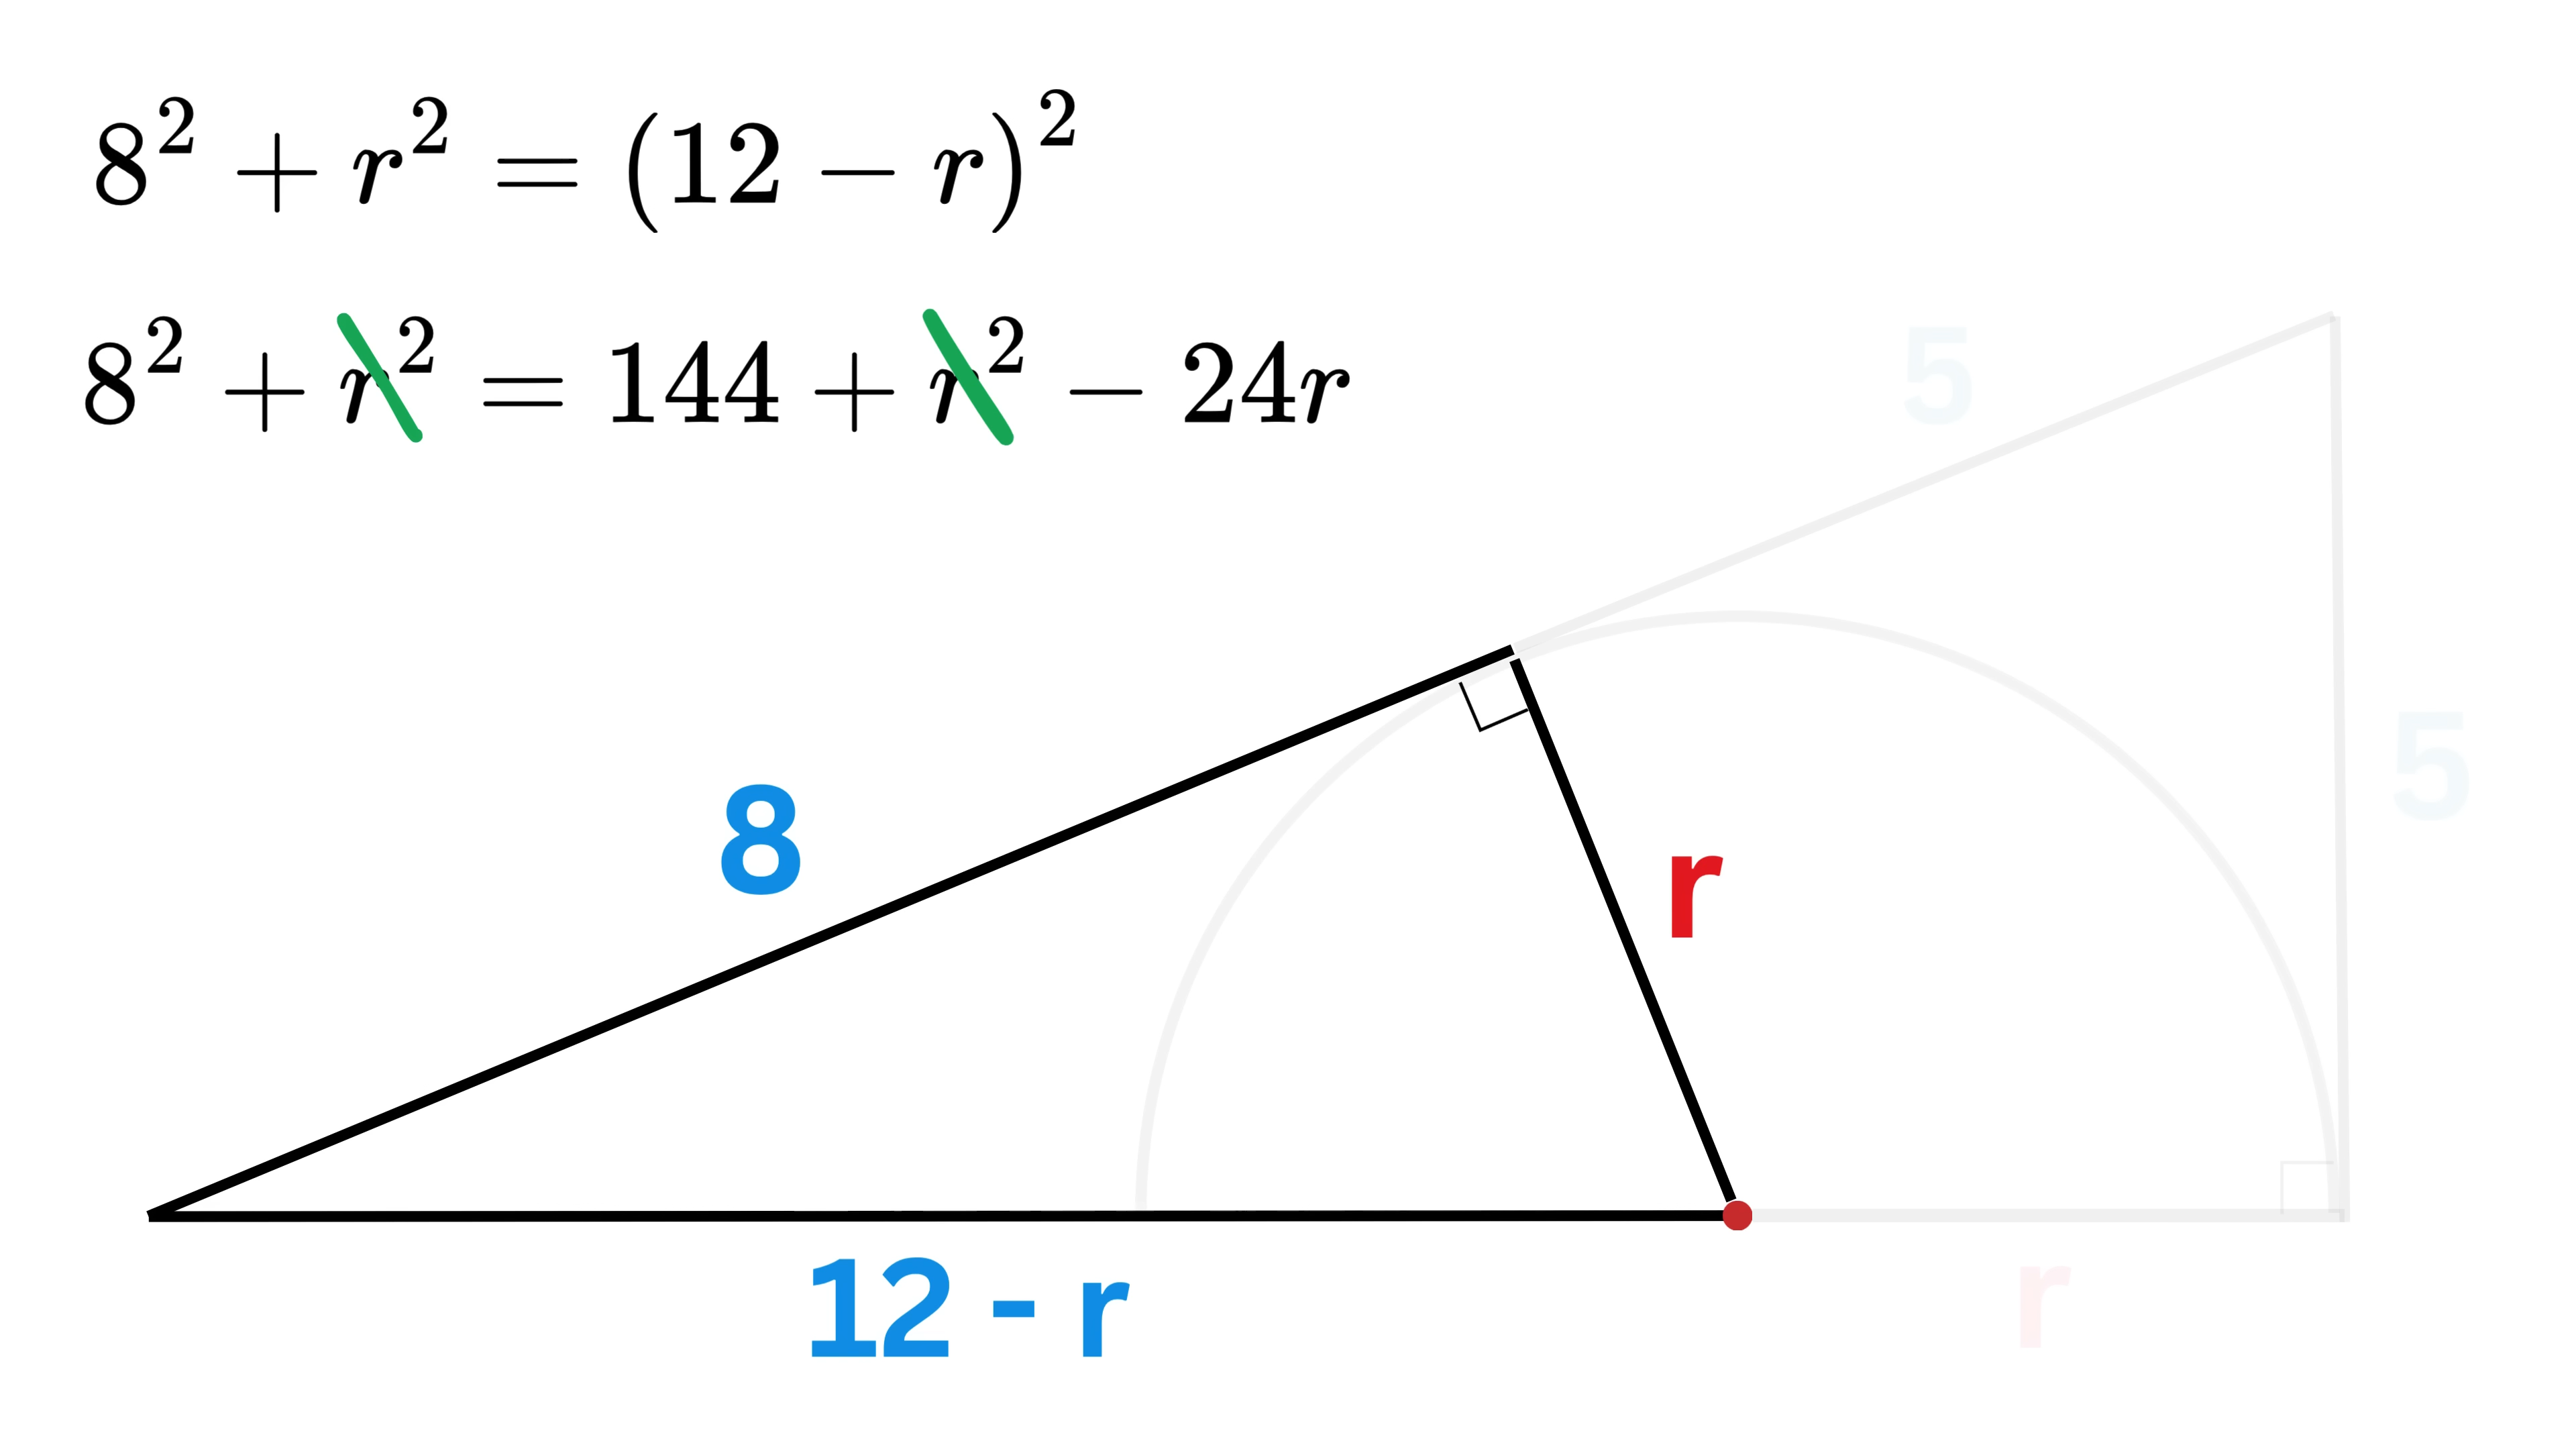 8² + r² = (12 − r)²
8² + r² = 144 + r² − 24r
5
5
8
r
12 - r
r